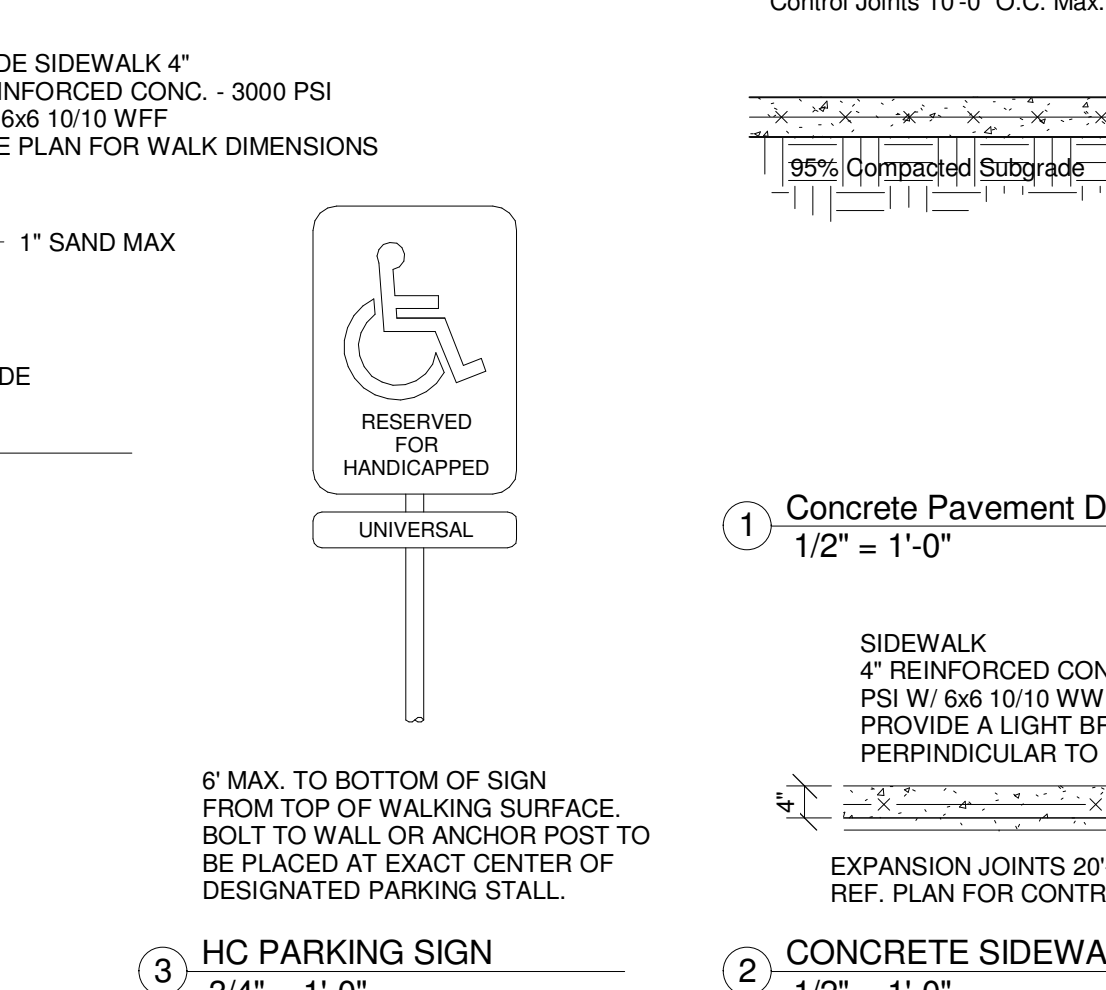 Control Joints 10'-0" O.C. Max.
DE SIDEWALK 4"
INFORCED CONC. - 3000 PSI
6x6 10/10 WFF
E PLAN FOR WALK DIMENSIONS
1" SAND MAX
DE
RESERVED
FOR
HANDICAPPED
UNIVERSAL
6' MAX. TO BOTTOM OF SIGN
FROM TOP OF WALKING SURFACE.
BOLT TO WALL OR ANCHOR POST TO
BE PLACED AT EXACT CENTER OF
DESIGNATED PARKING STALL.
3 HC PARKING SIGN
3/4" = 1'-0"
95% Compacted Subgrade
1 Concrete Pavement D
1/2" = 1'-0"
SIDEWALK
4" REINFORCED CON
PSI W/ 6x6 10/10 WW
PROVIDE A LIGHT BR
PERPINDICULAR TO
4"
EXPANSION JOINTS 20'
REF. PLAN FOR CONTR
2 CONCRETE SIDEWA
1/2" = 1'-0"